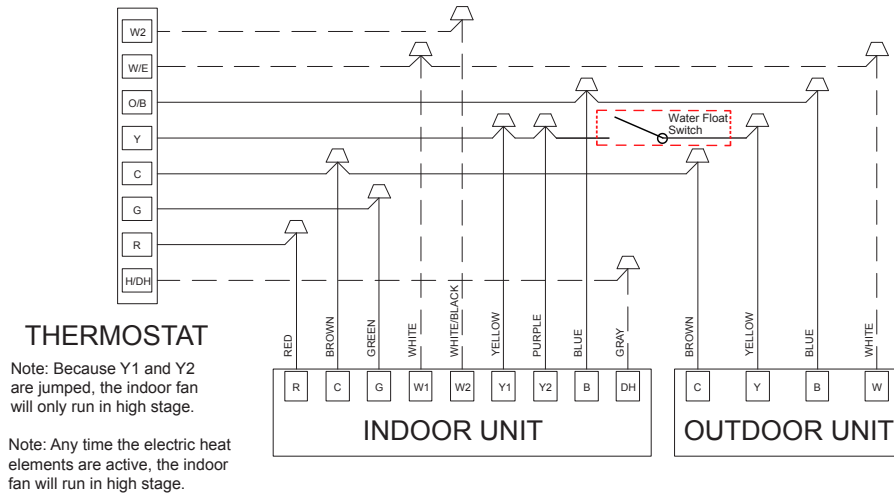 W2
W/E
O/B
Y
C
G
R
H/DH
Water Float
Switch
THERMOSTAT
Note: Because Y1 and Y2
are jumped, the indoor fan
will only run in high stage.
Note: Any time the electric heat
elements are active, the indoor
fan will run in high stage.
RED
BROWN
GREEN
WHITE
WHITE/BLACK
YELLOW
PURPLE
BLUE
GRAY
BROWN
YELLOW
BLUE
WHITE
R C G W1 W2 Y1 Y2 B DH
C Y B W
INDOOR UNIT
OUTDOOR UNIT